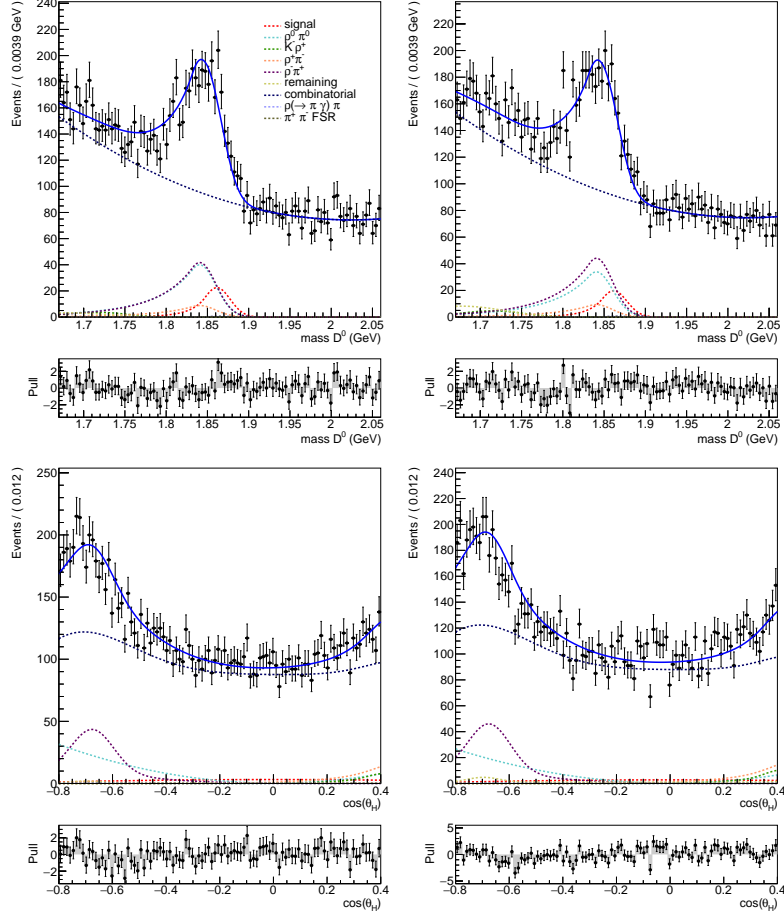 Events / ( 0.0039 GeV )
220
200
180
160
140
120
100
80
60
40
20
0
signal
ρ⁰ π⁰
K⁻ρ⁺
ρ⁺π⁻
ρ⁻π⁺
remaining
combinatorial
ρ(→ π γ) π
π⁺ π⁻ FSR
1.7 1.75 1.8 1.85 1.9 1.95 2 2.05
mass D⁰ (GeV)
Pull
2
0
−2
1.7 1.75 1.8 1.85 1.9 1.95 2 2.05
mass D⁰ (GeV)
Events / ( 0.0039 GeV )
220
200
180
160
140
120
100
80
60
40
20
0
1.7 1.75 1.8 1.85 1.9 1.95 2 2.05
mass D⁰ (GeV)
Pull
2
0
−2
1.7 1.75 1.8 1.85 1.9 1.95 2 2.05
mass D⁰ (GeV)
Events / ( 0.012 )
250
200
150
100
50
0
−0.8 −0.6 −0.4 −0.2 0 0.2 0.4
cos(θ_H)
Pull
2
0
−2
−0.8 −0.6 −0.4 −0.2 0 0.2 0.4
cos(θ_H)
Events / ( 0.012 )
240
220
200
180
160
140
120
100
80
60
40
20
0
−0.8 −0.6 −0.4 −0.2 0 0.2 0.4
cos(θ_H)
Pull
5
0
−5
−0.8 −0.6 −0.4 −0.2 0 0.2 0.4
cos(θ_H)